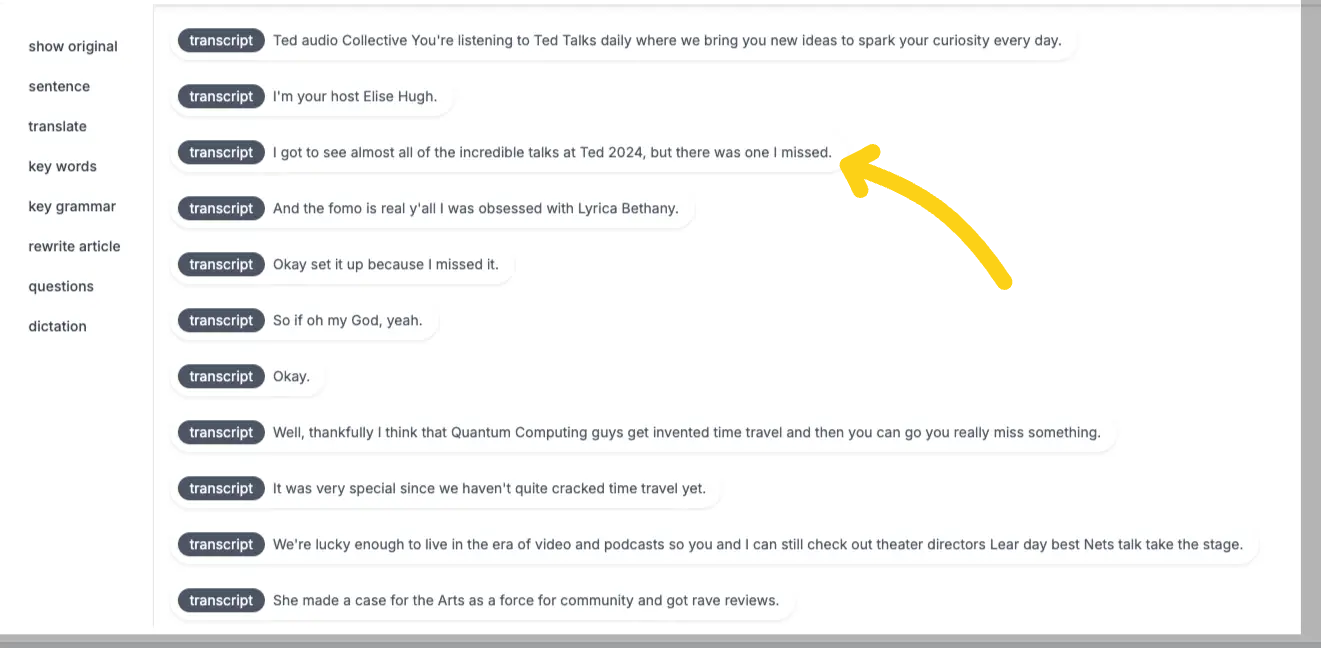 show original
sentence
translate
key words
key grammar
rewrite article
questions
dictation
transcript Ted audio Collective You're listening to Ted Talks daily where we bring you new ideas to spark your curiosity every day.
transcript I'm your host Elise Hugh.
transcript I got to see almost all of the incredible talks at Ted 2024, but there was one I missed.
transcript And the fomo is real y'all I was obsessed with Lyrica Bethany.
transcript Okay set it up because I missed it.
transcript So if oh my God, yeah.
transcript Okay.
transcript Well, thankfully I think that Quantum Computing guys get invented time travel and then you can go you really miss something.
transcript It was very special since we haven't quite cracked time travel yet.
transcript We're lucky enough to live in the era of video and podcasts so you and I can still check out theater directors Lear day best Nets talk take the stage.
transcript She made a case for the Arts as a force for community and got rave reviews.